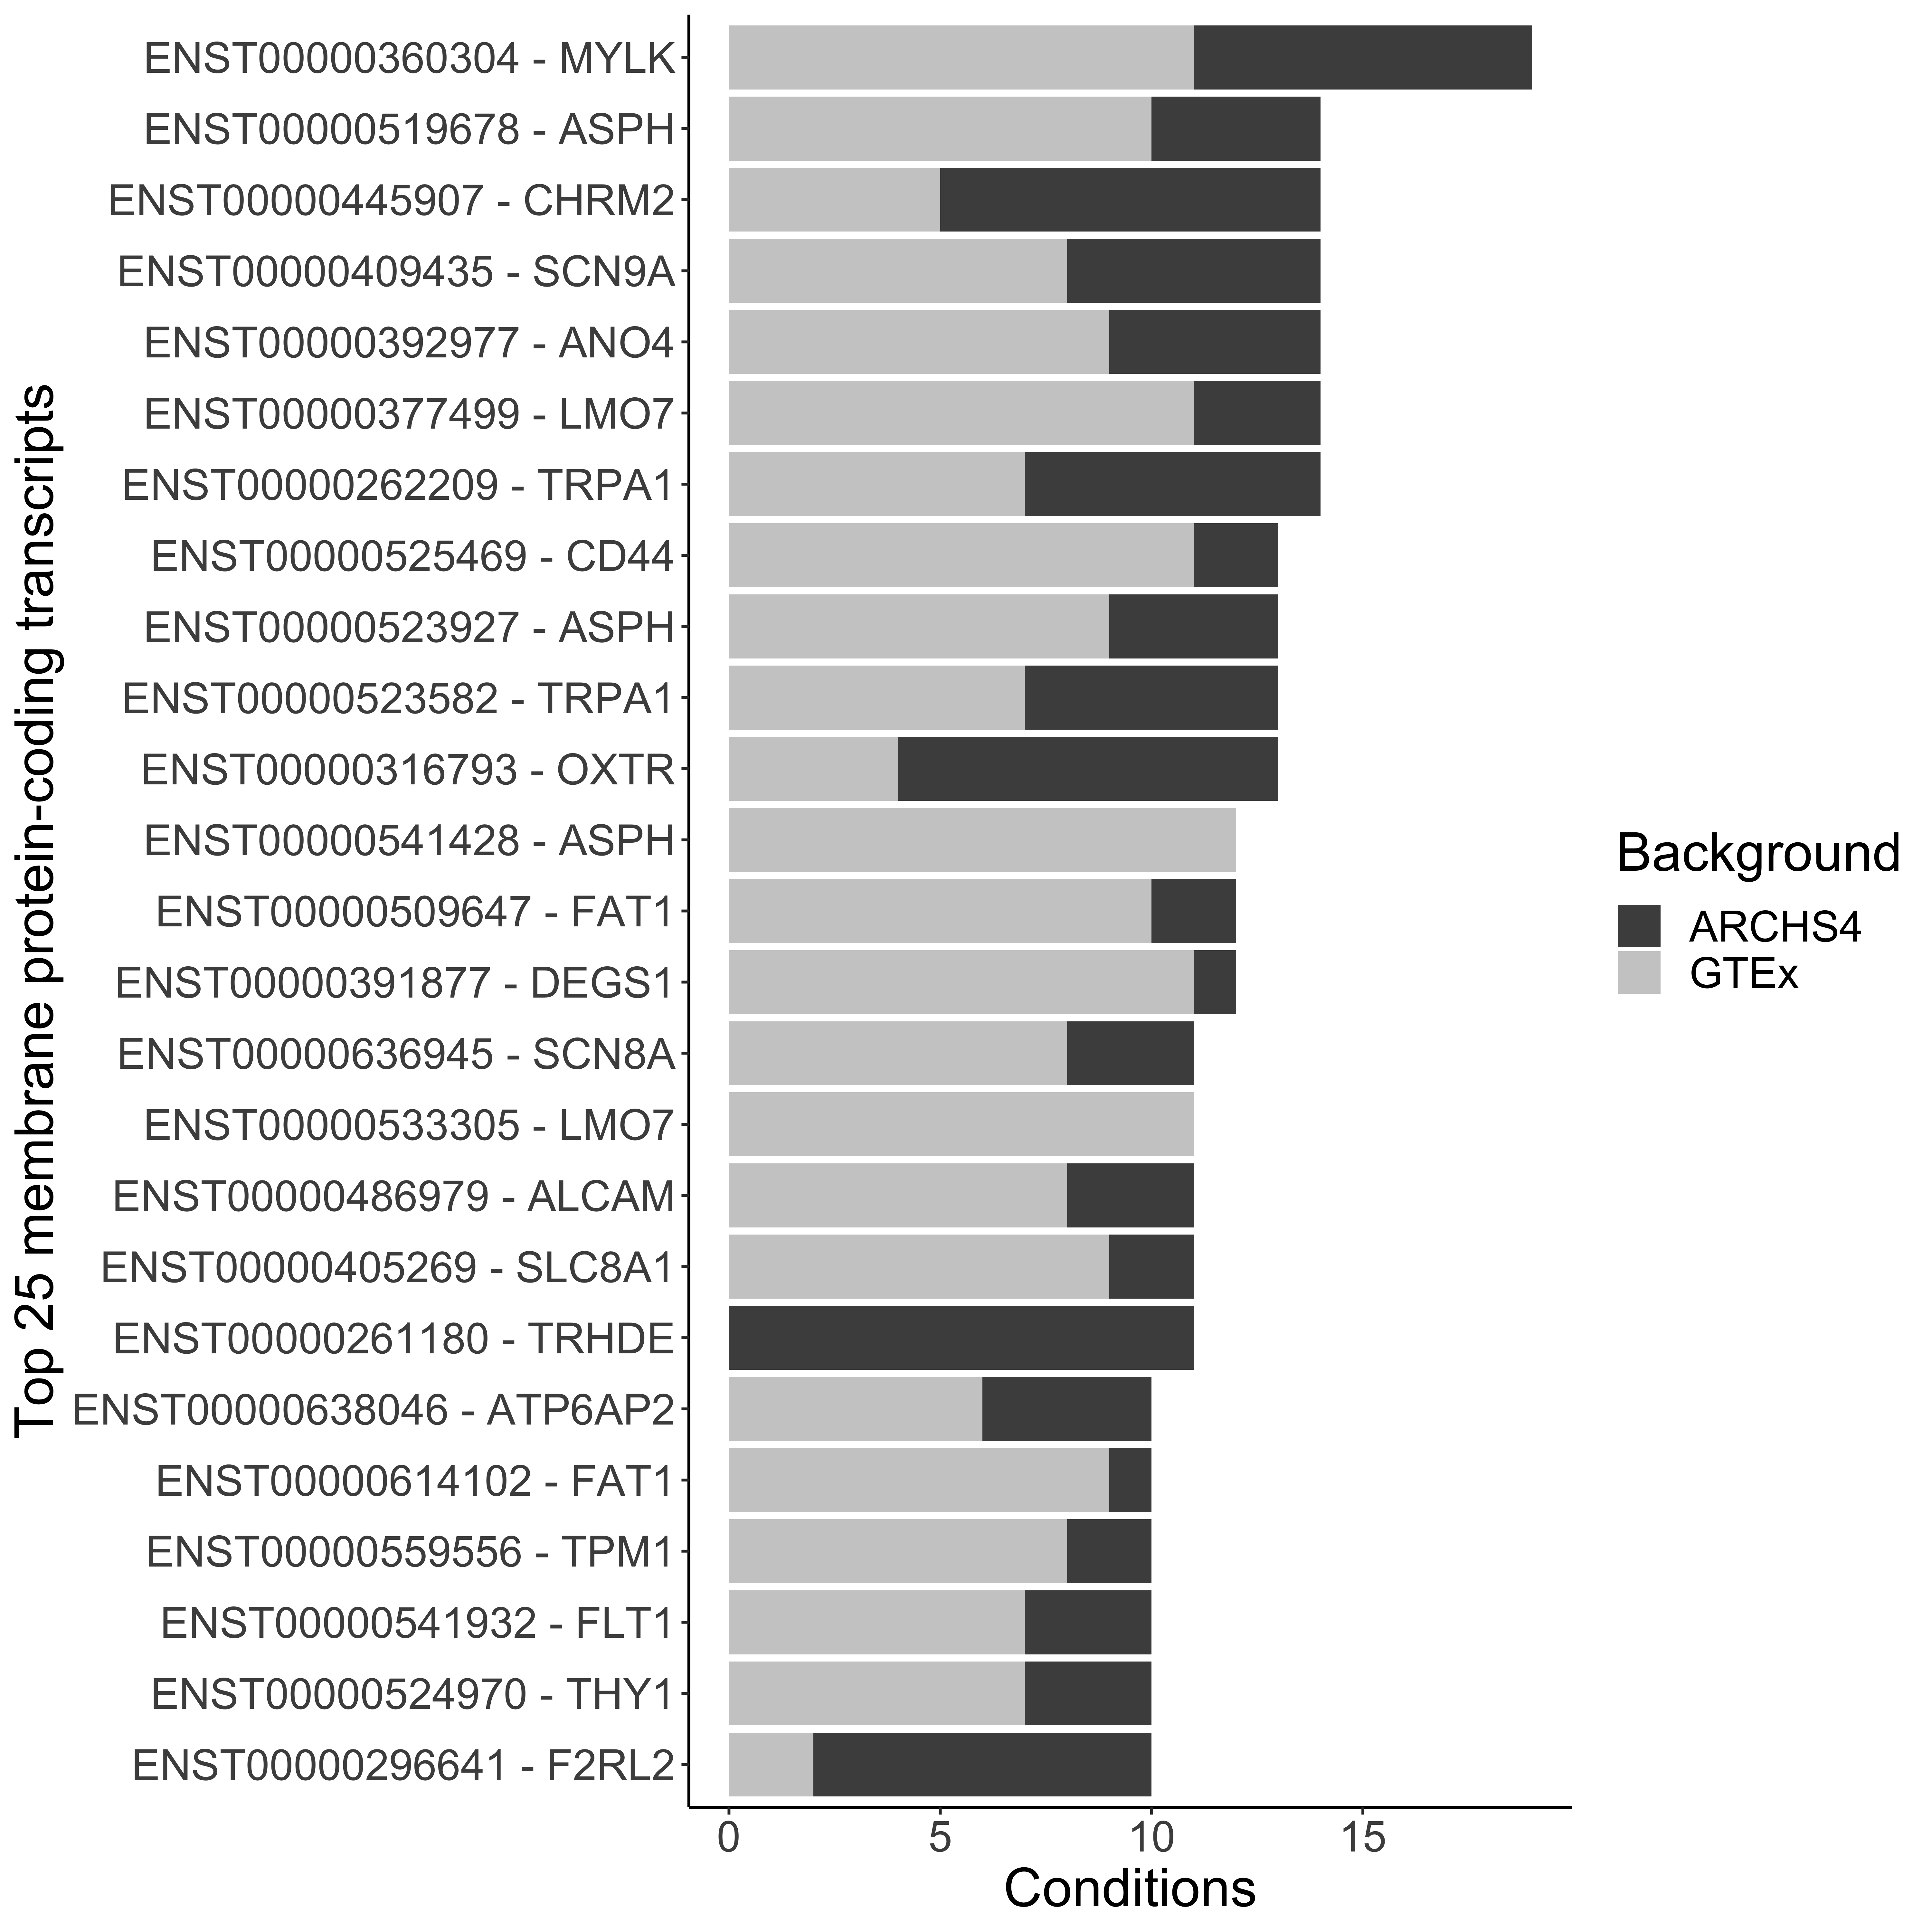 Top 25 membrane protein-coding transcripts
ENST00000360304 - MYLK
ENST00000519678 - ASPH
ENST00000445907 - CHRM2
ENST00000409435 - SCN9A
ENST00000392977 - ANO4
ENST00000377499 - LMO7
ENST00000262209 - TRPA1
ENST00000525469 - CD44
ENST00000523927 - ASPH
ENST00000523582 - TRPA1
ENST00000316793 - OXTR
ENST00000541428 - ASPH
ENST00000509647 - FAT1
ENST00000391877 - DEGS1
ENST00000636945 - SCN8A
ENST00000533305 - LMO7
ENST00000486979 - ALCAM
ENST00000405269 - SLC8A1
ENST00000261180 - TRHDE
ENST00000638046 - ATP6AP2
ENST00000614102 - FAT1
ENST00000559556 - TPM1
ENST00000541932 - FLT1
ENST00000524970 - THY1
ENST00000296641 - F2RL2
0 5 10 15
Conditions
Background
ARCHS4
GTEx